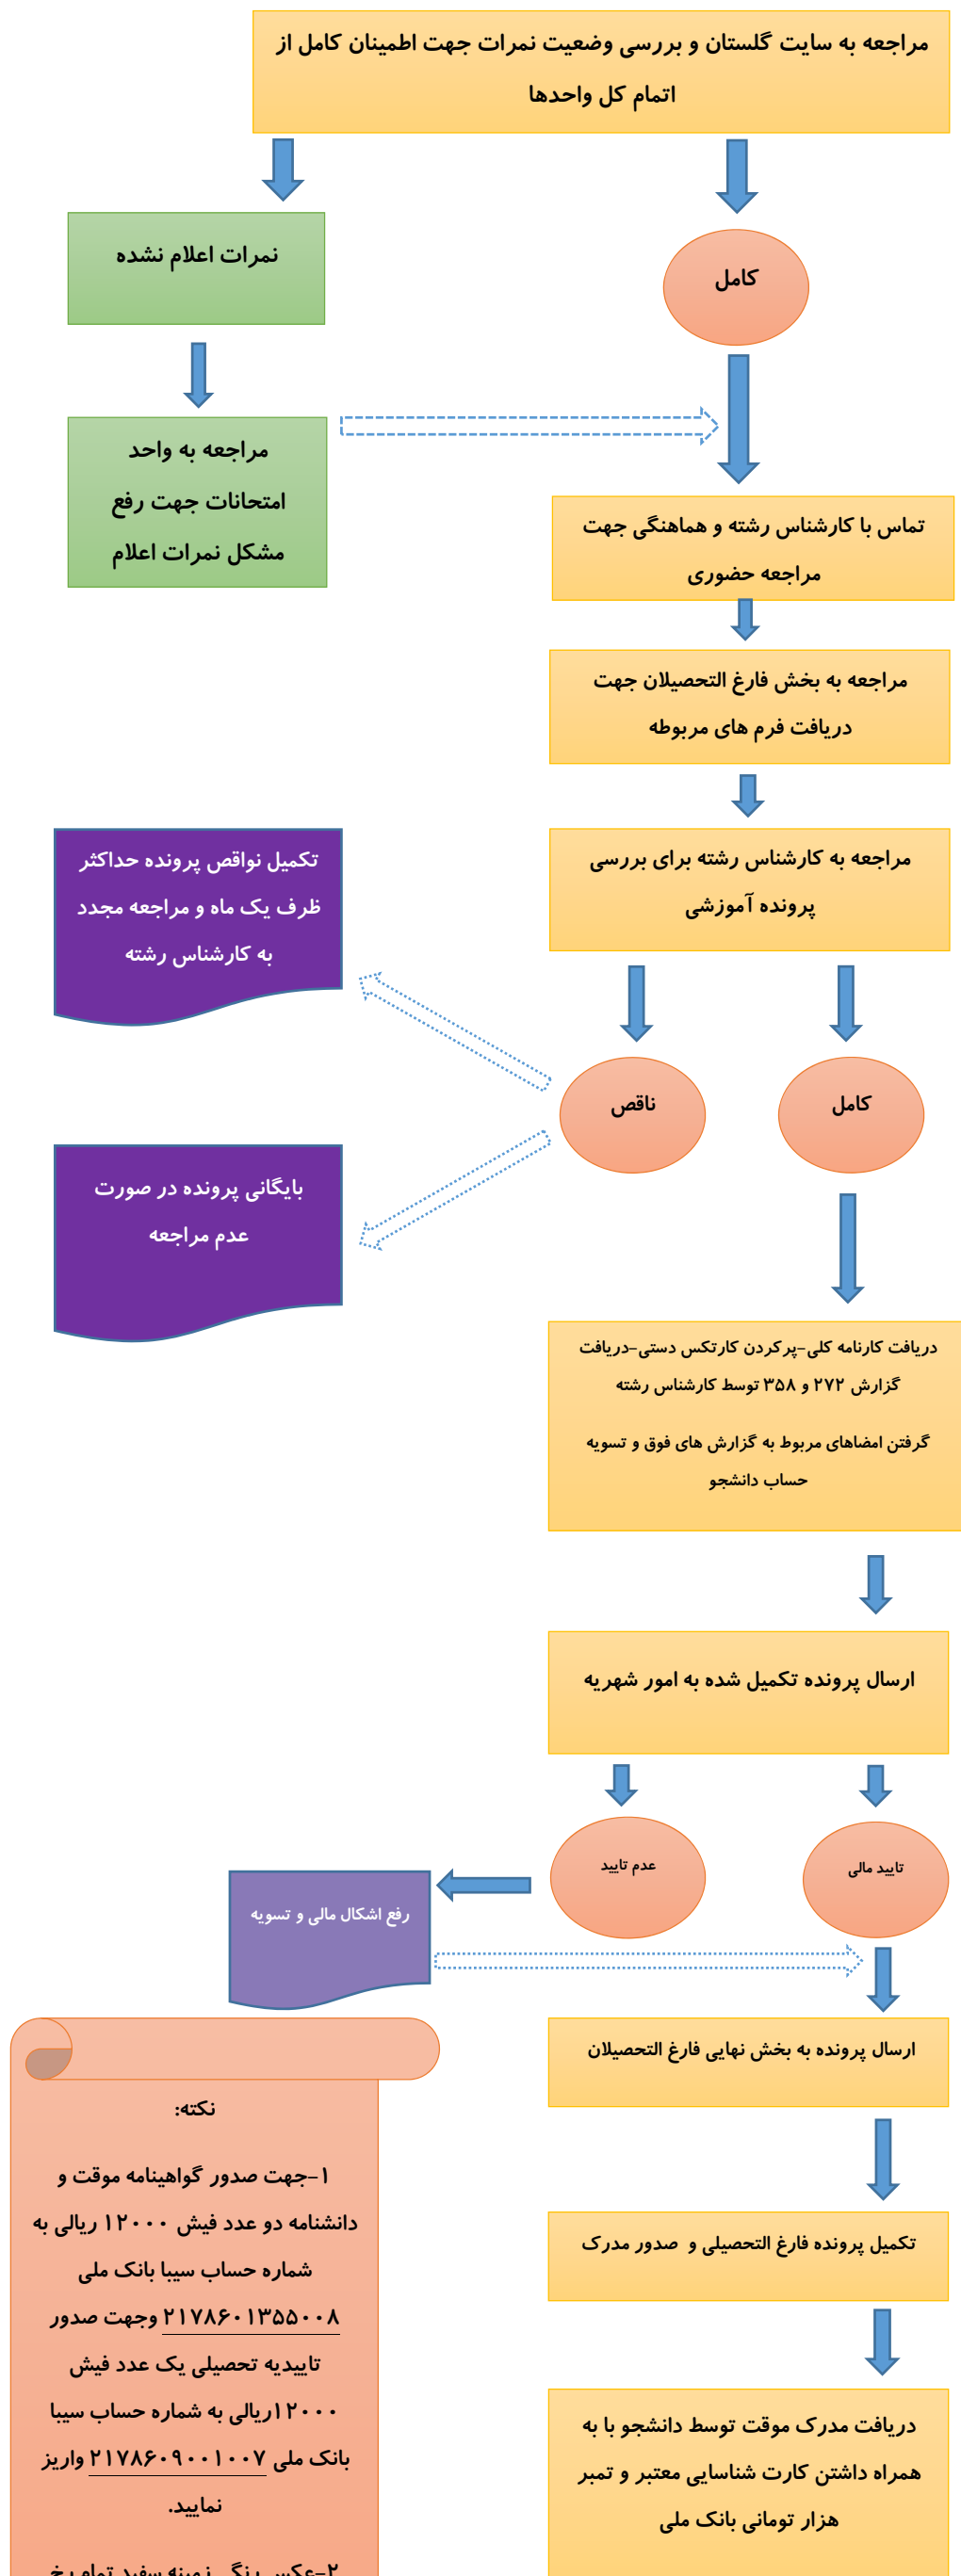 مراجعه به سایت گلستان و بررسی وضعیت نمرات جهت اطمینان کامل از
اتمام کل واحدها
کامل
نمرات اعلام نشده
مراجعه به واحد
امتحانات جهت رفع
مشکل نمرات اعلام
تماس با کارشناس رشته و هماهنگی جهت
مراجعه حضوری
مراجعه به بخش فارغ التحصیلان جهت
دریافت فرم های مربوطه
مراجعه به کارشناس رشته برای بررسی
پرونده آموزشی
تکمیل نواقص پرونده حداکثر
ظرف یک ماه و مراجعه مجدد
به کارشناس رشته
کامل
ناقص
بایگانی پرونده در صورت
عدم مراجعه
دریافت کارنامه کلی-پرکردن کارتکس دستی-دریافت
گزارش ۲۷۲ و ۳۵۸ توسط کارشناس رشته
گرفتن امضاهای مربوط به گزارش های فوق و تسویه
حساب دانشجو
ارسال پرونده تکمیل شده به امور شهریه
تایید مالی
عدم تایید
رفع اشکال مالی و تسویه
ارسال پرونده به بخش نهایی فارغ التحصیلان
تکمیل پرونده فارغ التحصیلی و صدور مدرک
دریافت مدرک موقت توسط دانشجو با به
همراه داشتن کارت شناسایی معتبر و تمبر
هزار تومانی بانک ملی
نکته:
۱-جهت صدور گواهینامه موقت و
دانشنامه دو عدد فیش ۱۲۰۰۰ ریالی به
شماره حساب سیبا بانک ملی
۲۱۷۸۶۰۱۳۵۵۰۰۸ وجهت صدور
تاییدیه تحصیلی یک عدد فیش
۱۲۰۰۰ریالی به شماره حساب سیبا
بانک ملی ۲۱۷۸۶۰۹۰۰۱۰۰۷ واریز
نمایید.
۲-عکس رنگی زمینه سفید تمام رخ